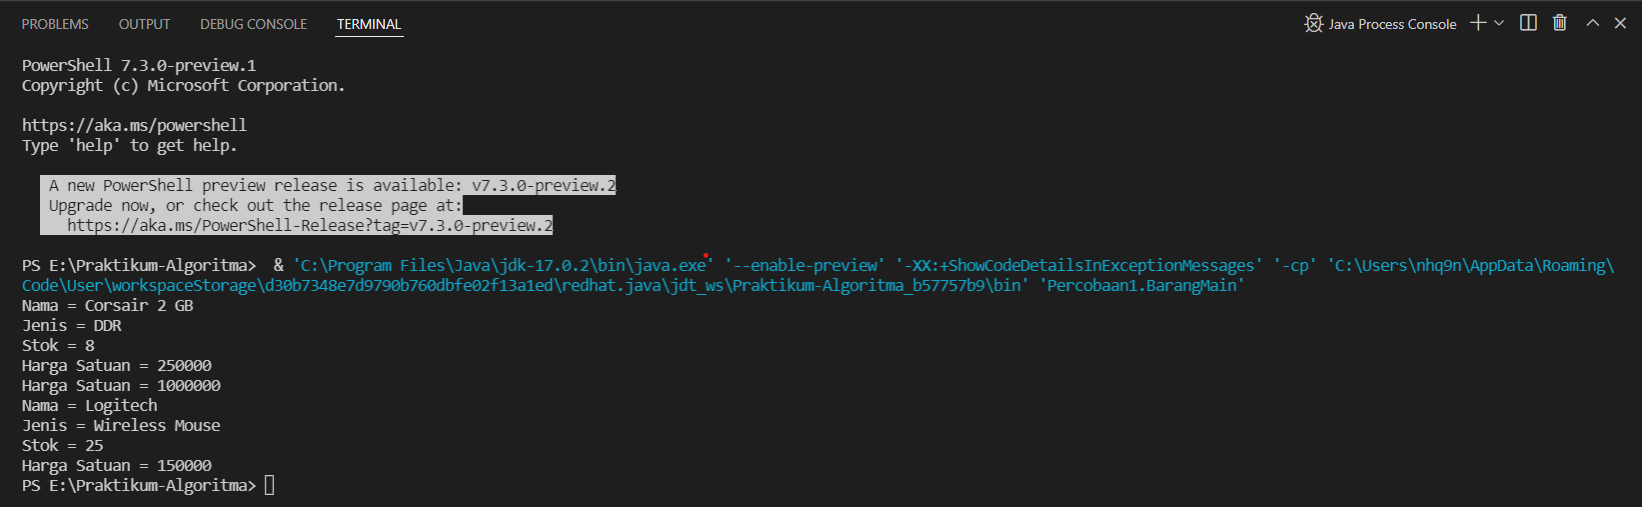 PROBLEMS OUTPUT DEBUG CONSOLE TERMINAL Java Process Console
PowerShell 7.3.0-preview.1
Copyright (c) Microsoft Corporation.
https://aka.ms/powershell
Type 'help' to get help.
A new PowerShell preview release is available: v7.3.0-preview.2
Upgrade now, or check out the release page at:
https://aka.ms/PowerShell-Release?tag=v7.3.0-preview.2
PS E:\Praktikum-Algoritma>  & 'C:\Program Files\Java\jdk-17.0.2\bin\java.exe' '--enable-preview' '-XX:+ShowCodeDetailsInExceptionMessages' '-cp' 'C:\Users\nhq9n\AppData\Roaming\
Code\User\workspaceStorage\d30b7348e7d9790b760dbfe02f13a1ed\redhat.java\jdt_ws\Praktikum-Algoritma_b57757b9\bin' 'Percobaan1.BarangMain'
Nama = Corsair 2 GB
Jenis = DDR
Stok = 8
Harga Satuan = 250000
Harga Satuan = 1000000
Nama = Logitech
Jenis = Wireless Mouse
Stok = 25
Harga Satuan = 150000
PS E:\Praktikum-Algoritma>